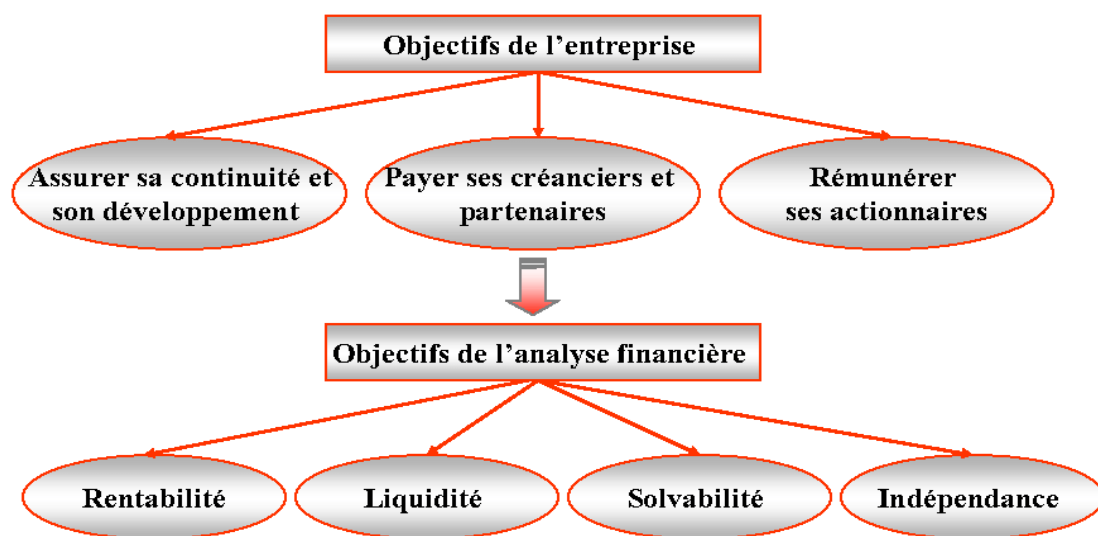 Objectifs de l’entreprise
Assurer sa continuité et
son développement
Payer ses créanciers et
partenaires
Rémunérer
ses actionnaires
Objectifs de l’analyse financière
Rentabilité
Liquidité
Solvabilité
Indépendance